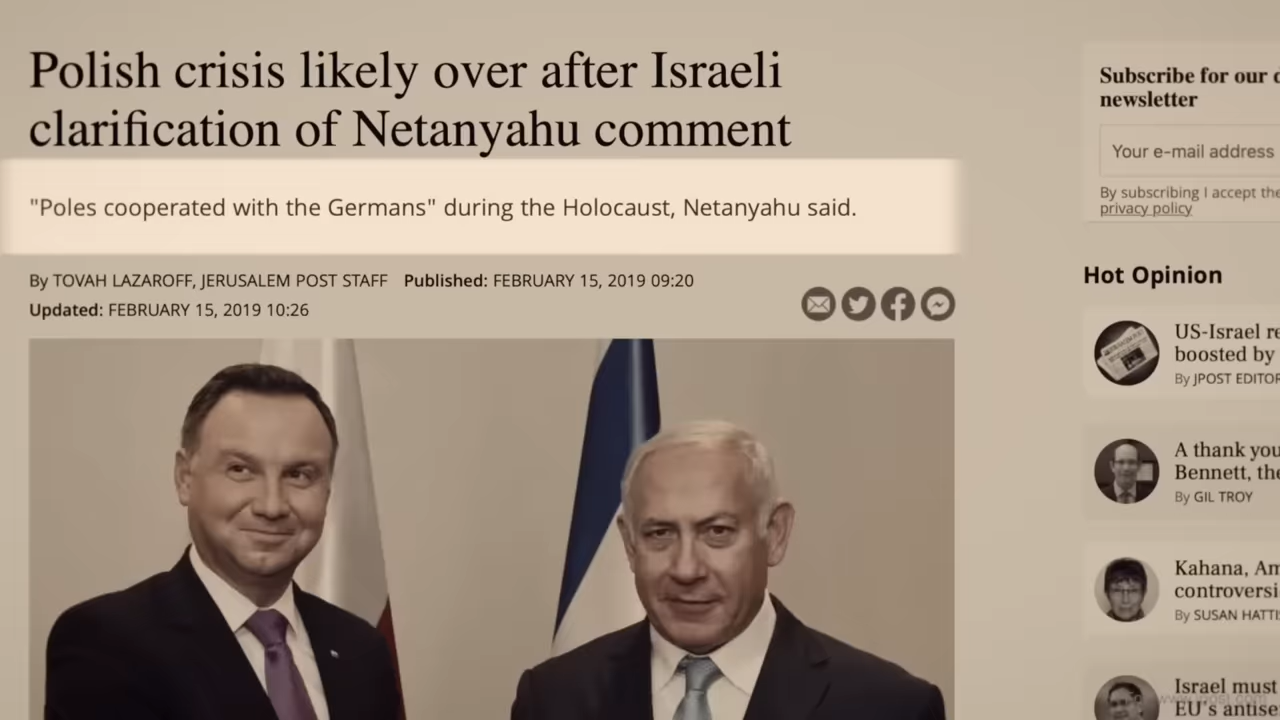 Polish crisis likely over after Israeli
clarification of Netanyahu comment
"Poles cooperated with the Germans" during the Holocaust, Netanyahu said.
By TOVAH LAZAROFF, JERUSALEM POST STAFF Published: FEBRUARY 15, 2019 09:20
Updated: FEBRUARY 15, 2019 10:26
Subscribe for our d
newsletter
Your e-mail address
By subscribing I accept the
privacy policy
Hot Opinion
US-Israel re
boosted by
By JPOST EDITOR
A thank you
Bennett, the
By GIL TROY
Kahana, Am
controversi
By SUSAN HATTIS
Israel must
EU's antise